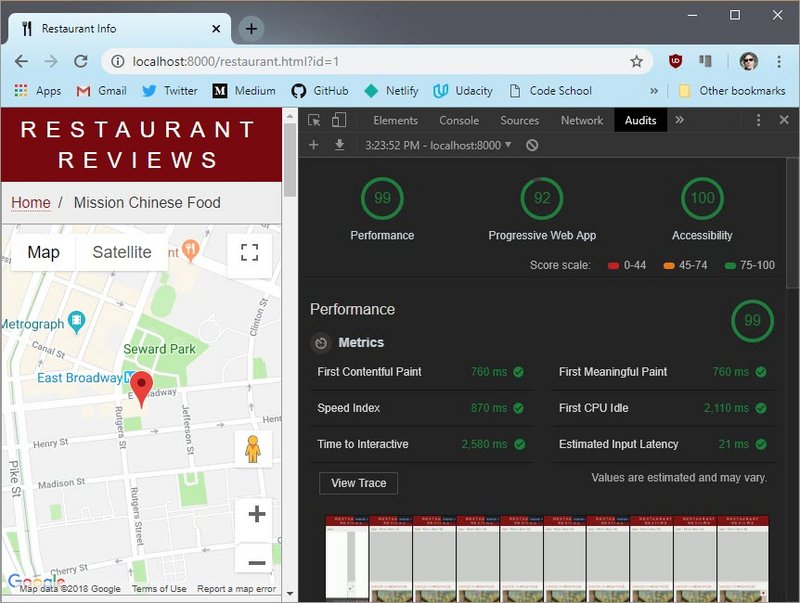 Restaurant Info
localhost:8000/restaurant.html?id=1
Apps Gmail Twitter Medium GitHub Netlify Udacity Code School » Other bookmarks
RESTAURANT
REVIEWS
Home / Mission Chinese Food
Map Satellite
Metrograph
Canal St
Clinton St
Seward Park
East Broadway
E Broadway
Rutgers St
Jefferson St
Henry St
Pike St
Madison St
Rutgers Street
Cherry St
Google
Map data ©2018 Google Terms of Use Report a map error
Elements Console Sources Network Audits »
3:23:52 PM - localhost:8000
99 92 100
Performance Progressive Web App Accessibility
Score scale: 0-44 45-74 75-100
Performance 99
Metrics
First Contentful Paint 760 ms First Meaningful Paint 760 ms
Speed Index 870 ms First CPU Idle 2,110 ms
Time to Interactive 2,580 ms Estimated Input Latency 21 ms
View Trace Values are estimated and may vary.